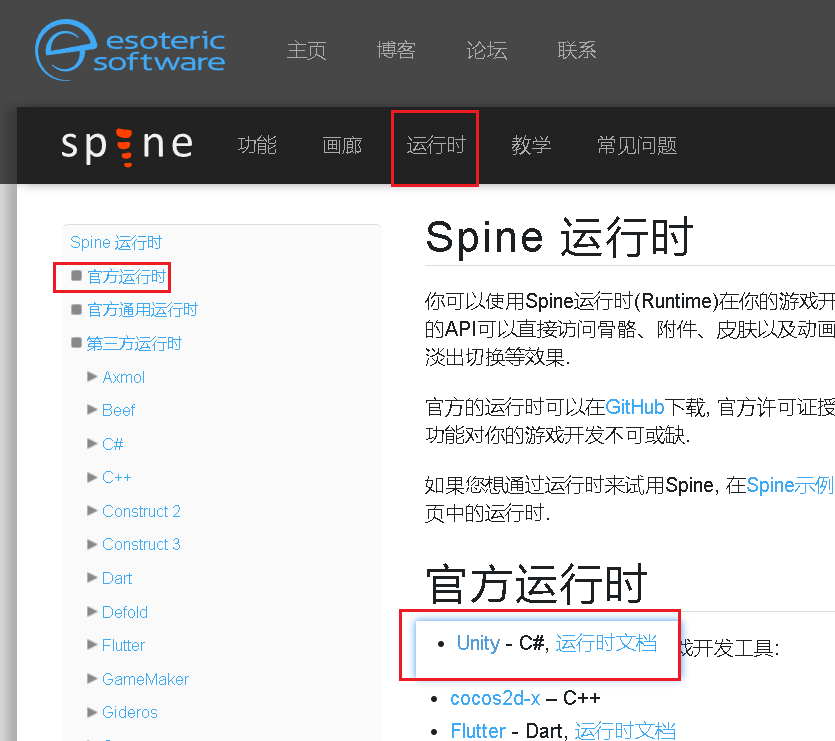 esoteric
software
主页 博客 论坛 联系
spine 功能 画廊 运行时 教学 常见问题
Spine 运行时
官方运行时
官方通用运行时
第三方运行时
Axmol
Beef
C#
C++
Construct 2
Construct 3
Dart
Defold
Flutter
GameMaker
Gideros
Spine 运行时
你可以使用Spine运行时(Runtime)在你的游戏开
的API可以直接访问骨骼、附件、皮肤以及动画
淡出切换等效果.
官方的运行时可以在GitHub下载, 官方许可证授
功能对你的游戏开发不可或缺.
如果您想通过运行时来试用Spine, 在Spine示例
页中的运行时.
官方运行时
Unity - C#, 运行时文档
戏开发工具:
cocos2d-x – C++
Flutter - Dart, 运行时文档